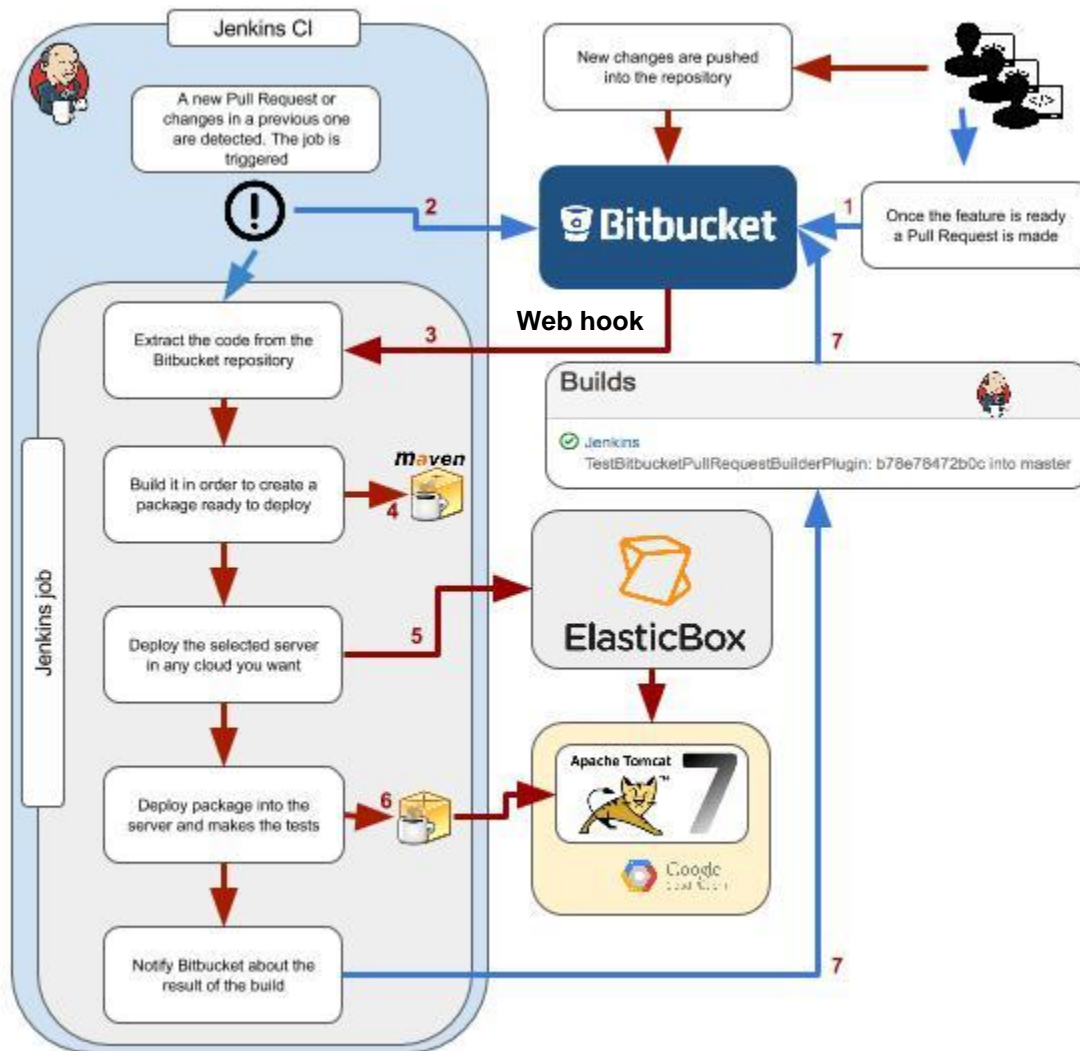 Jenkins CI
A new Pull Request or
changes in a previous one
are detected. The job is
triggered
New changes are pushed
into the repository
</>
2
Bitbucket
1
Once the feature is ready
a Pull Request is made
Web hook
3
Extract the code from the
Bitbucket repository
7
Builds
Jenkins
TestBitbucketPullRequestBuilderPlugin: b78e78472b0c into master
Jenkins job
Build it in order to create a
package ready to deploy
4
maven
Deploy the selected server
in any cloud you want
5
ElasticBox
Apache Tomcat
TM
7
Deploy package into the
server and makes the tests
6
Google
Notify Bitbucket about the
result of the build
7